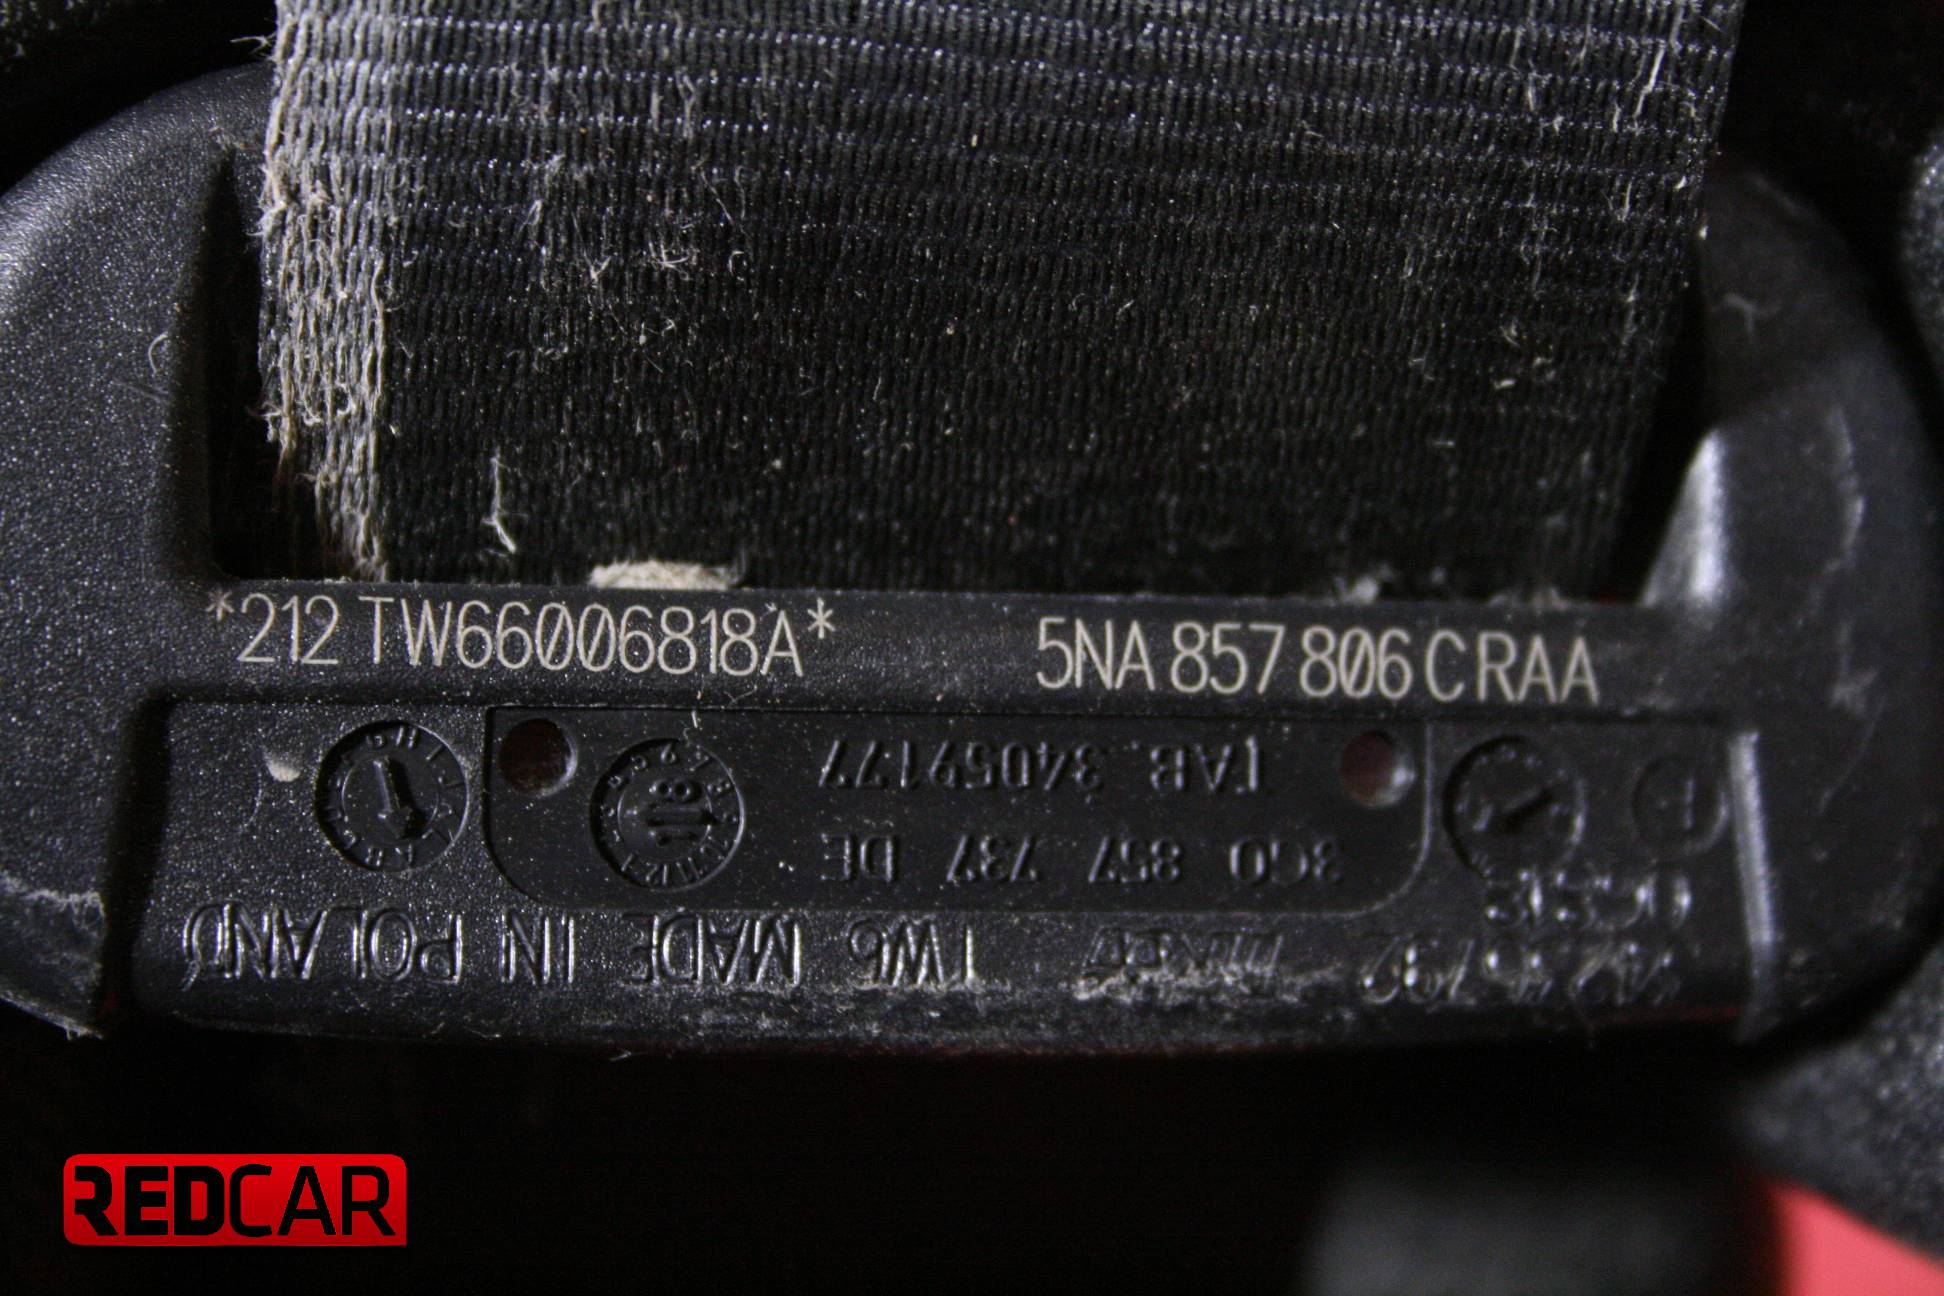 *212 TW66006818A* 5NA 857 806 C RAA
TAB. 34059177
3G0 857 737 DE
TW6 MADE IN POLAND
REDCAR